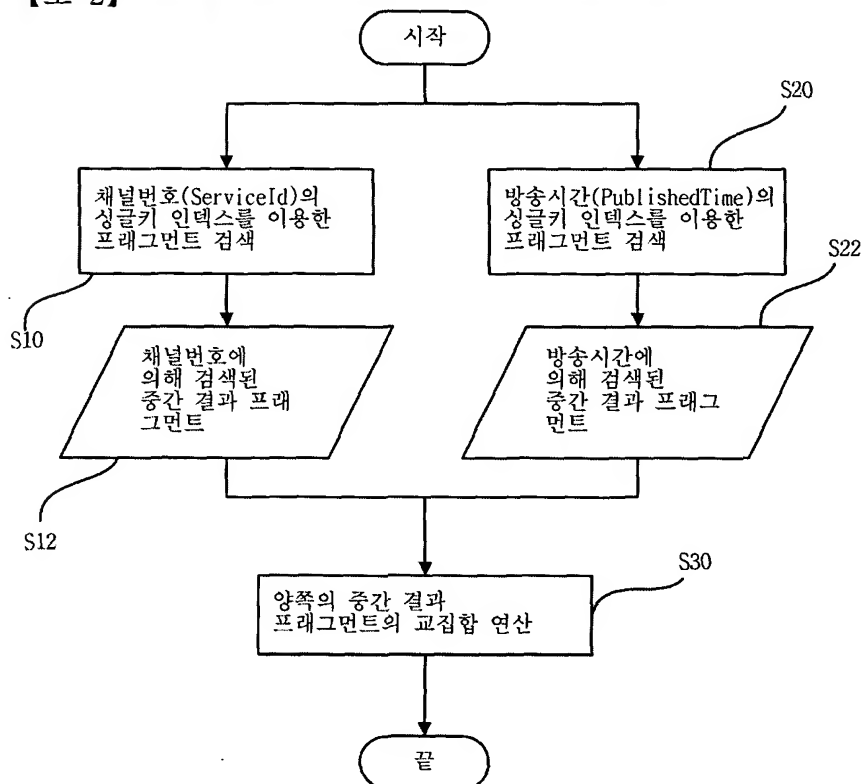 2】
시작
S20
채널번호(ServiceId)의
싱글키 인덱스를 이용한
프래그먼트 검색
방송시간(PublishedTime)의
싱글키 인덱스를 이용한
프래그먼트 검색
S10
S22
채널번호에
의해 검색된
중간 결과 프래
그먼트
방송시간에
의해 검색된
중간 결과 프래그
먼트
S12
S30
양쪽의 중간 결과
프래그먼트의 교집합 연산
끝